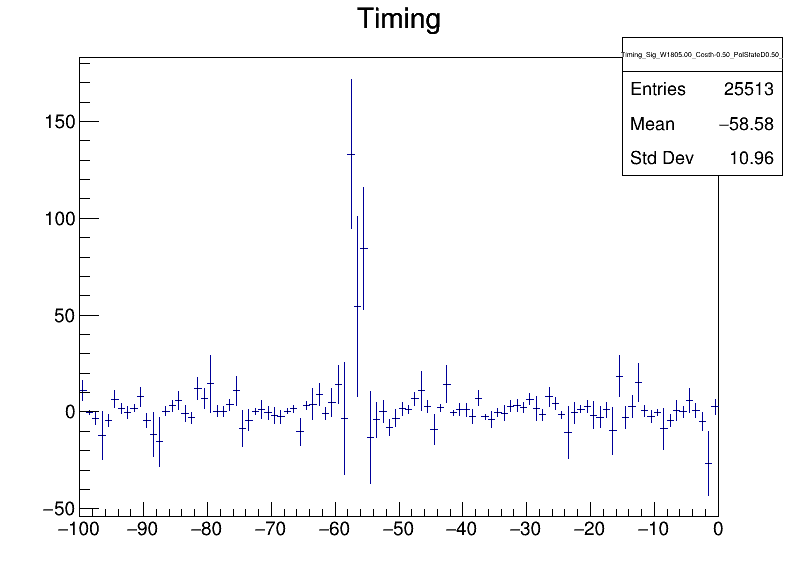 Timing
Timing_Sig_W1805.00_Costh-0.50_PolStateD0.50_
Entries 25513
Mean −58.58
Std Dev 10.96
150
100
50
0
−50
−100 −90 −80 −70 −60 −50 −40 −30 −20 −10 0